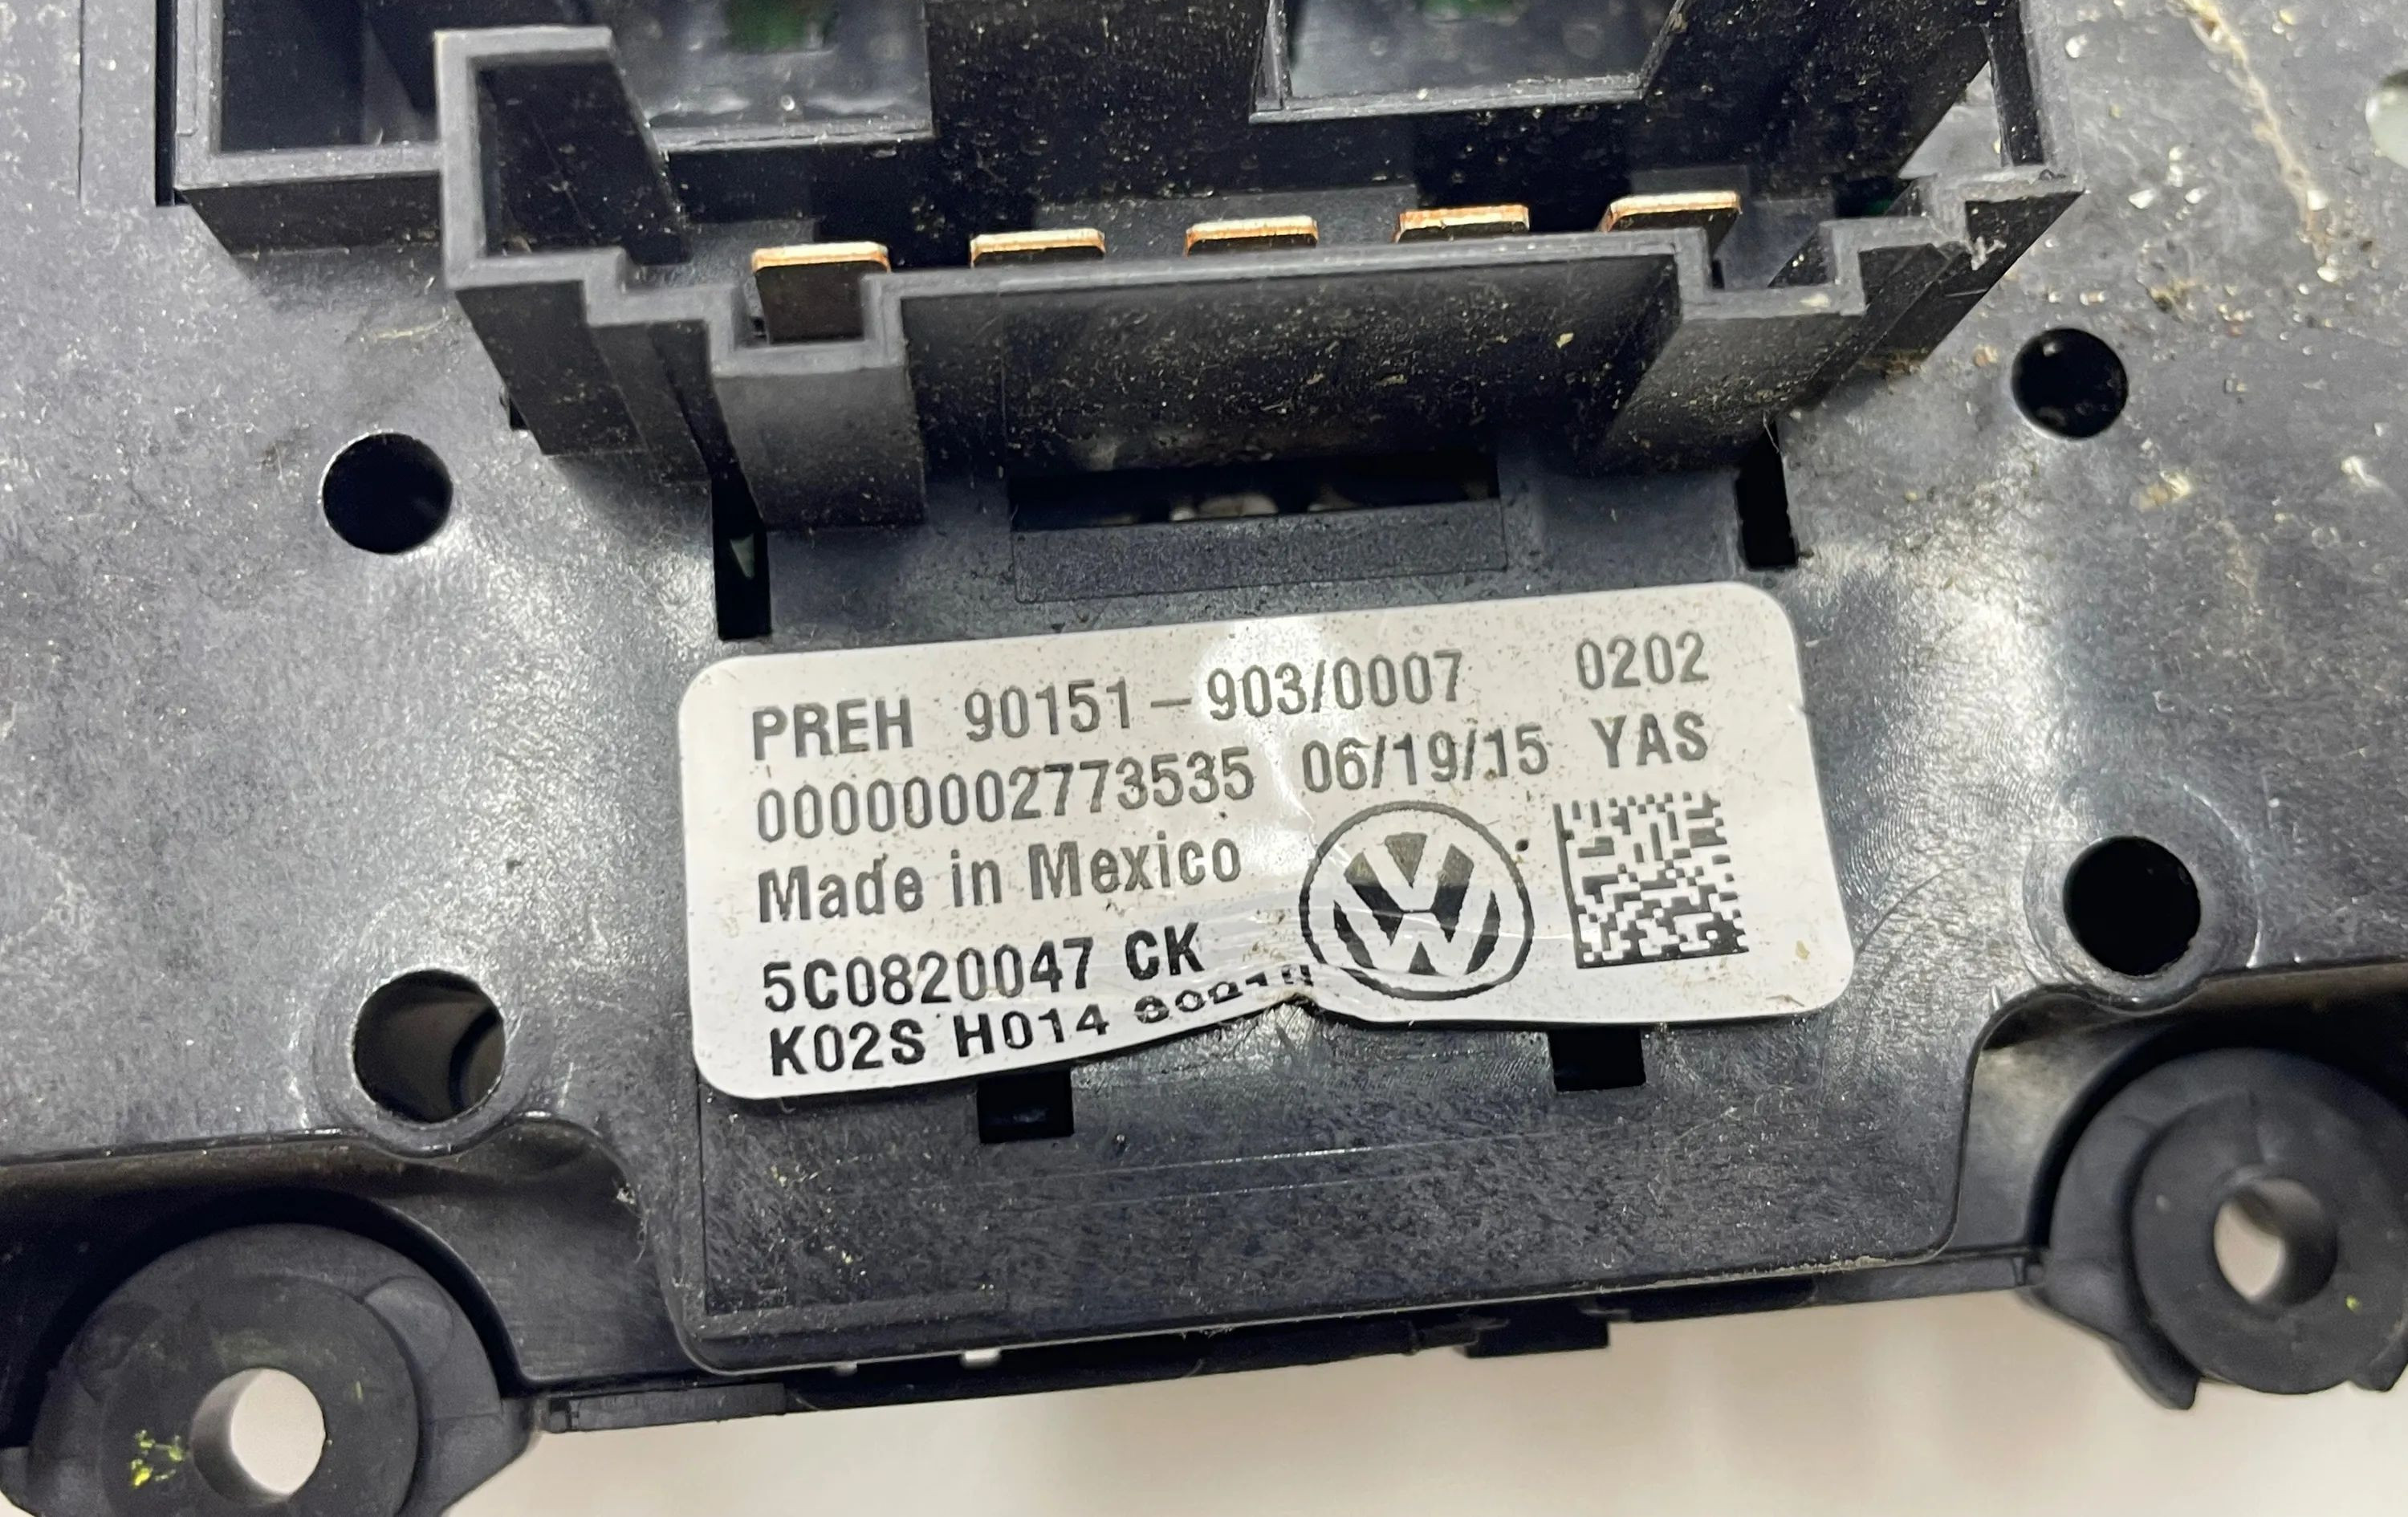 PREH 90151-903/0007 0202
00000002773535 06/19/15 YAS
Made in Mexico
5C0820047 CK
K02S H014